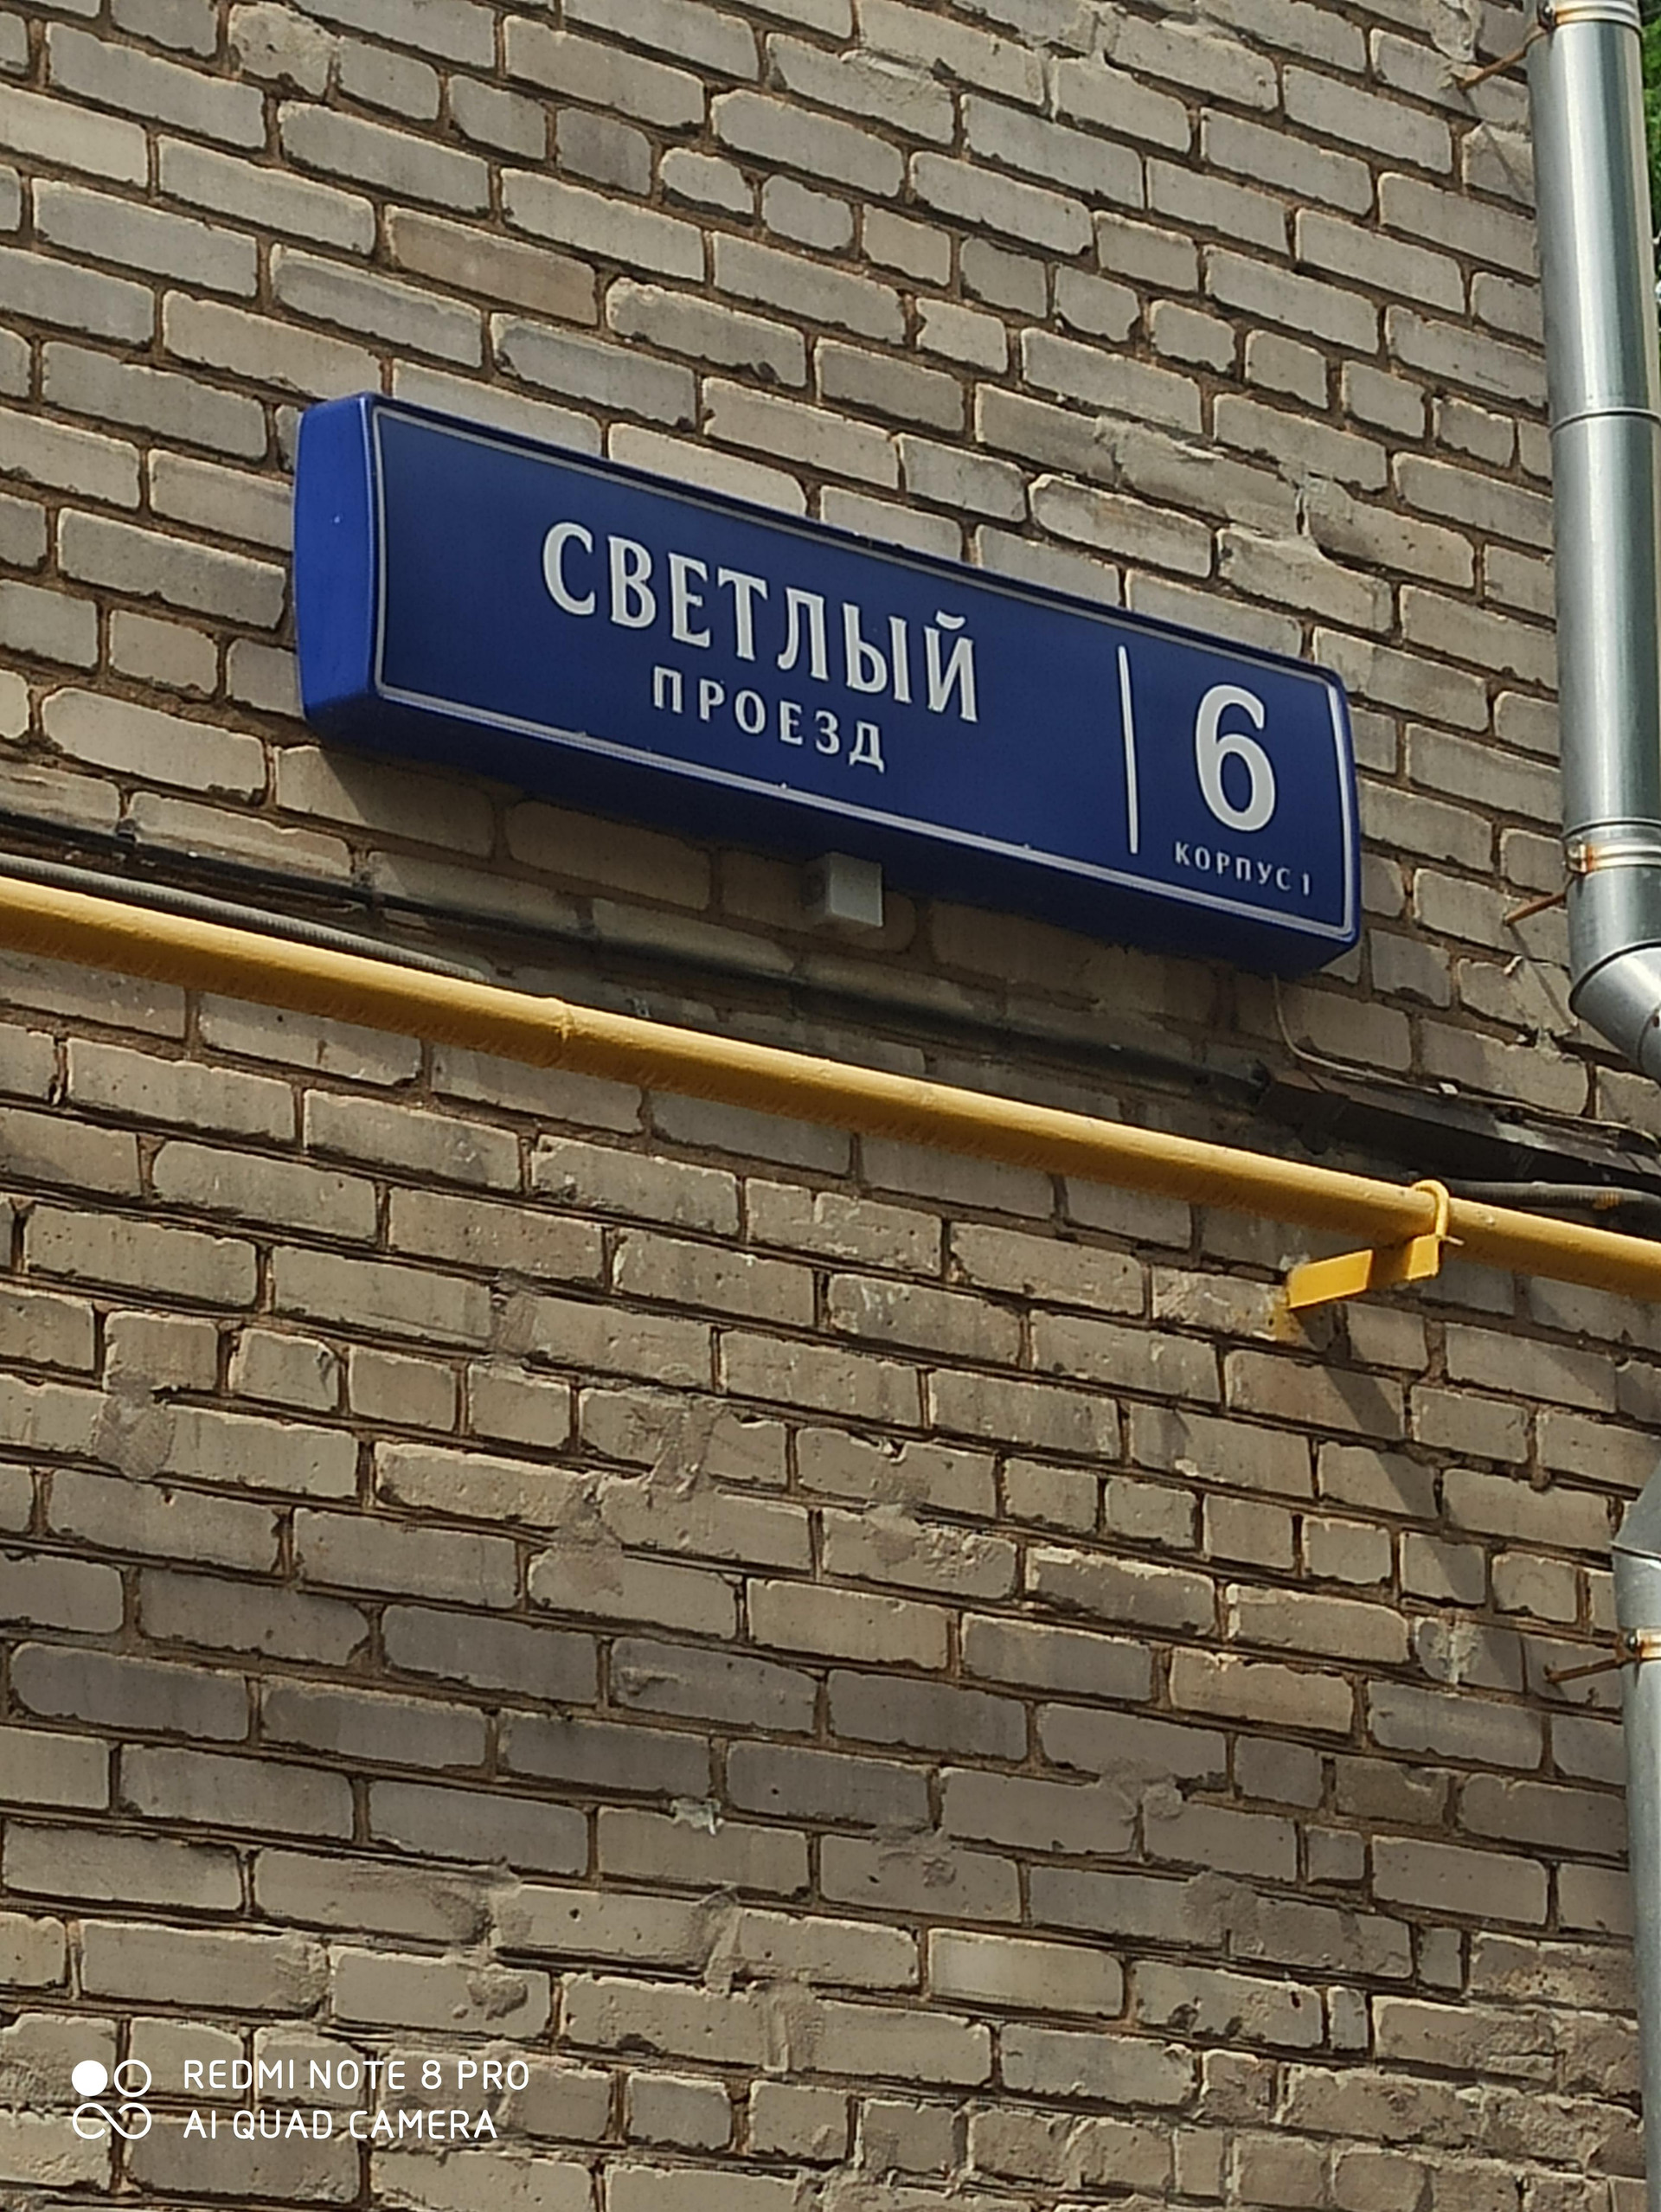 СВЕТЛЫЙ
ПРОЕЗД
6
КОРПУС 1
REDMI NOTE 8 PRO
AI QUAD CAMERA